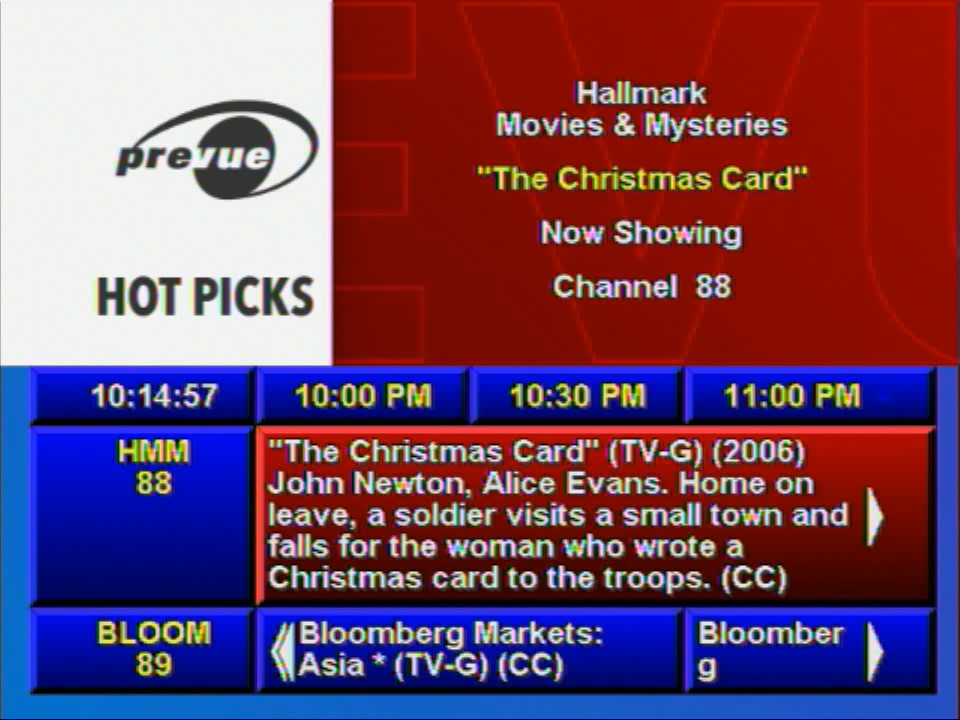 prevue
HOT PICKS
Hallmark
Movies & Mysteries
"The Christmas Card"
Now Showing
Channel 88
10:14:57
10:00 PM
10:30 PM
11:00 PM
HMM
88
"The Christmas Card" (TV-G) (2006)
John Newton, Alice Evans. Home on
leave, a soldier visits a small town and
falls for the woman who wrote a
Christmas card to the troops. (CC)
BLOOM
89
Bloomberg Markets:
Asia * (TV-G) (CC)
Bloomber
g